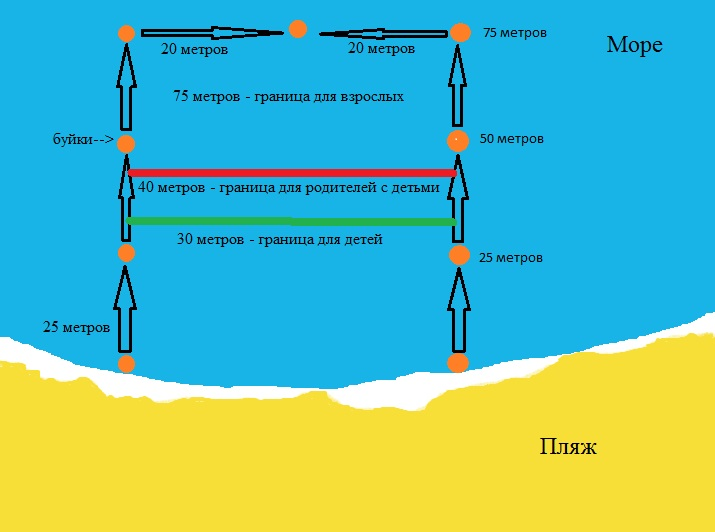 75 метров
Море
20 метров
20 метров
75 метров - граница для взрослых
буйки-->
50 метров
40 метров - граница для родителей с детьми
30 метров - граница для детей
25 метров
25 метров
Пляж